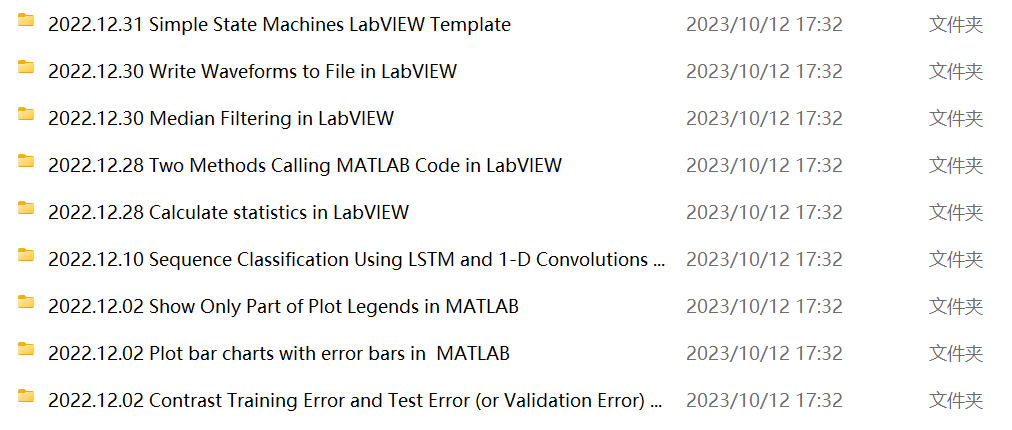 2022.12.31 Simple State Machines LabVIEW Template 2023/10/12 17:32 文件夹
2022.12.30 Write Waveforms to File in LabVIEW 2023/10/12 17:32 文件夹
2022.12.30 Median Filtering in LabVIEW 2023/10/12 17:32 文件夹
2022.12.28 Two Methods Calling MATLAB Code in LabVIEW 2023/10/12 17:32 文件夹
2022.12.28 Calculate statistics in LabVIEW 2023/10/12 17:32 文件夹
2022.12.10 Sequence Classification Using LSTM and 1-D Convolutions ... 2023/10/12 17:32 文件夹
2022.12.02 Show Only Part of Plot Legends in MATLAB 2023/10/12 17:32 文件夹
2022.12.02 Plot bar charts with error bars in  MATLAB 2023/10/12 17:32 文件夹
2022.12.02 Contrast Training Error and Test Error (or Validation Error) ... 2023/10/12 17:32 文件夹